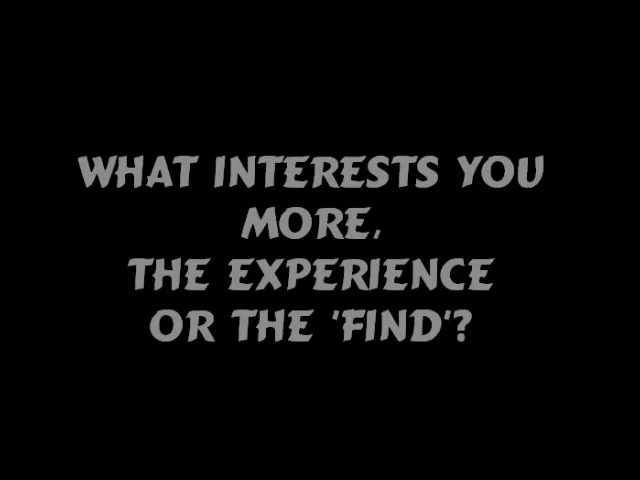 WHAT INTERESTS YOU
MORE,
THE EXPERIENCE
OR THE 'FIND'?